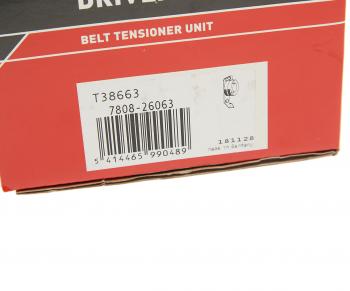 BELT TENSIONER UNIT
T38663
7808-26063
5 414465 990489
181128
Made in Germany